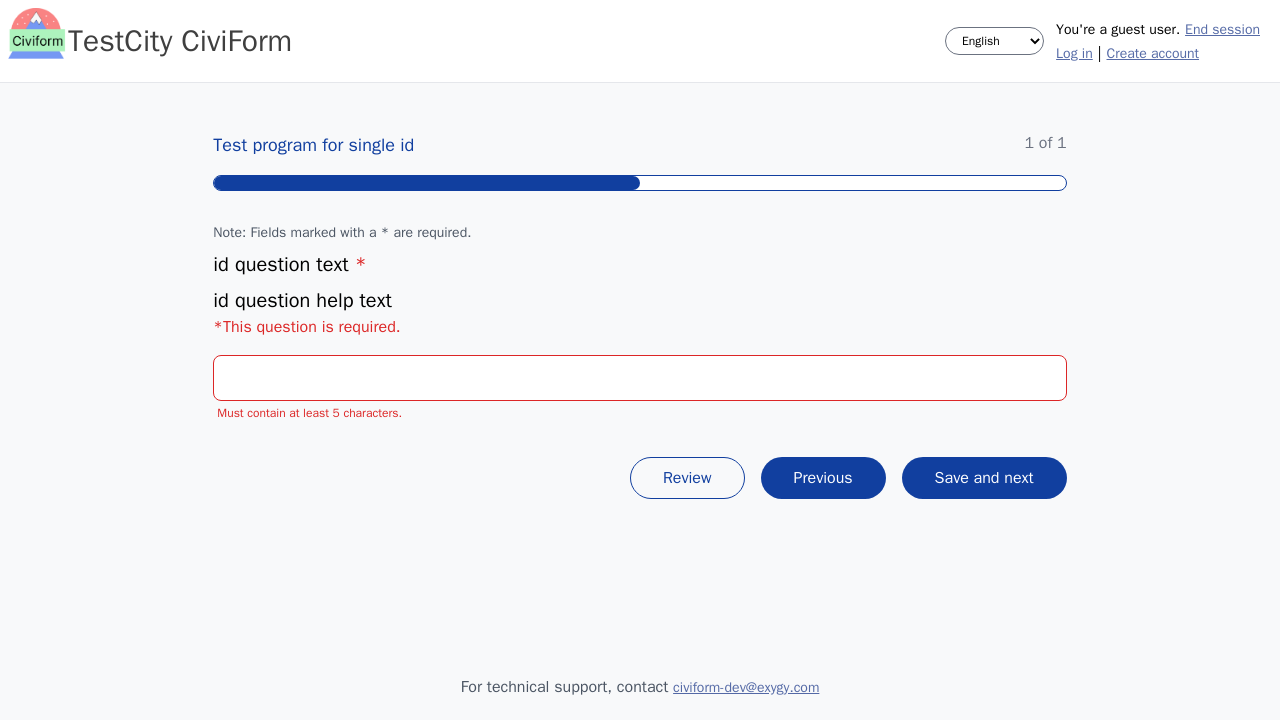 Civiform
TestCity CiviForm
English
You're a guest user. End session
Log in | Create account
Test program for single id
1 of 1
Note: Fields marked with a * are required.
id question text *
id question help text
*This question is required.
Must contain at least 5 characters.
Review
Previous
Save and next
For technical support, contact civiform-dev@exygy.com